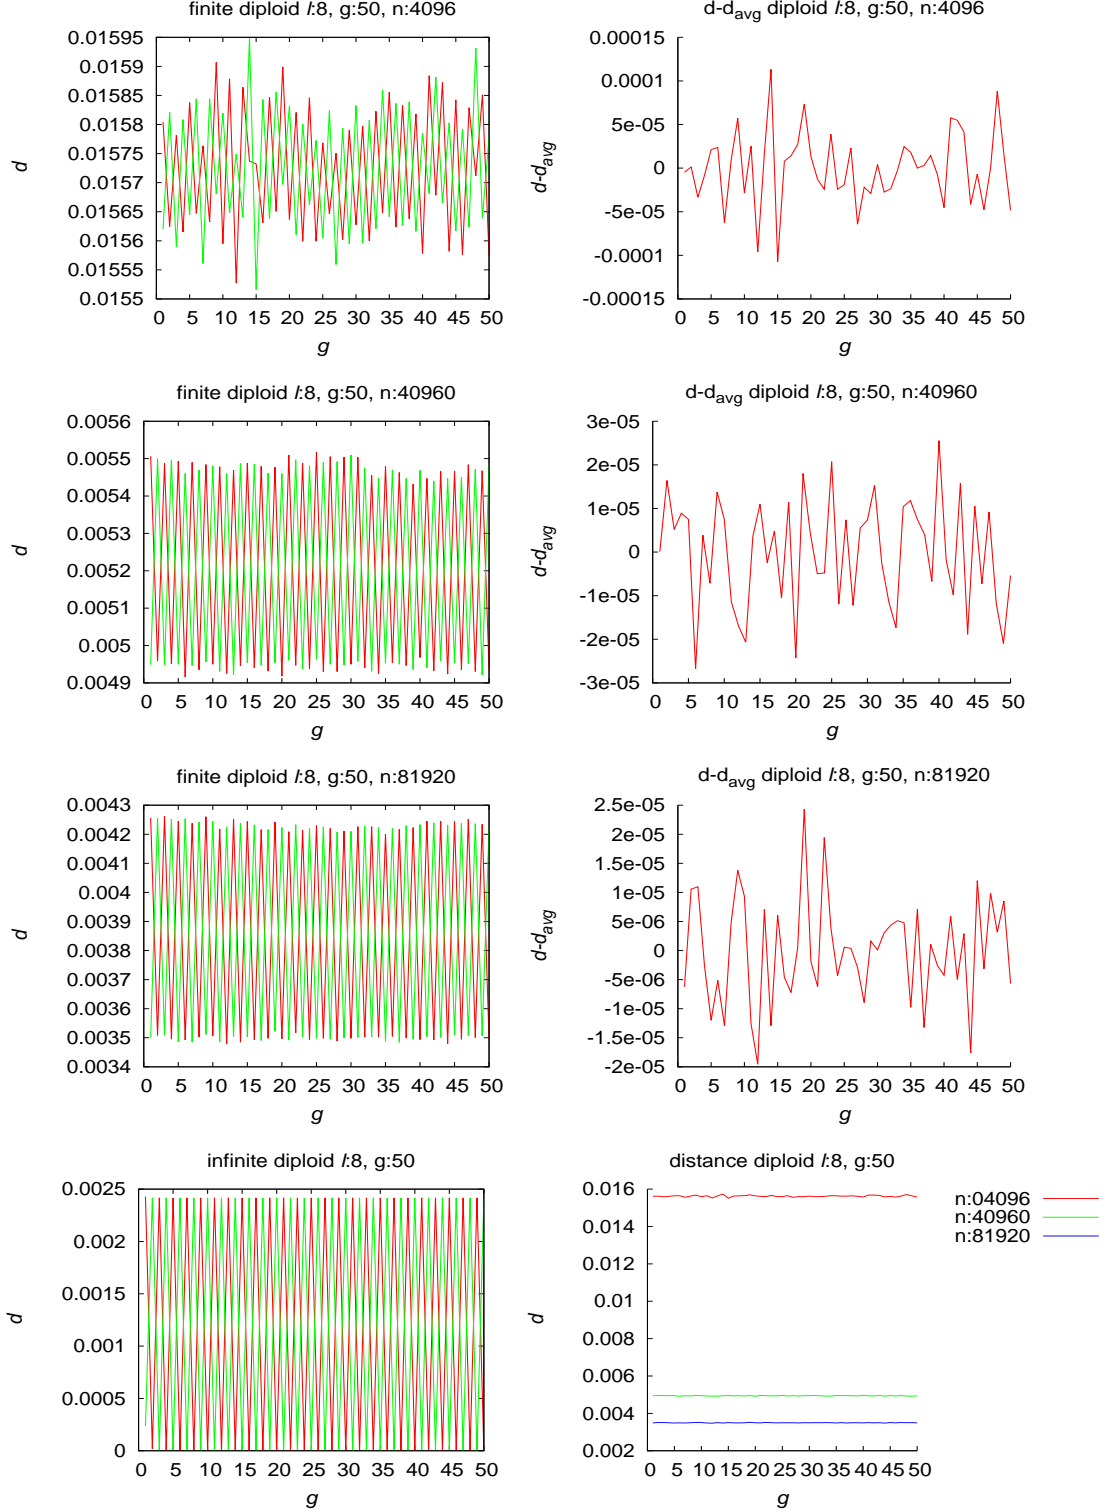 finite diploid l:8, g:50, n:4096
0.01595
0.0159
0.01585
0.0158
0.01575
0.0157
0.01565
0.0156
0.01555
0.0155
d
0 5 10 15 20 25 30 35 40 45 50
g
d-davg diploid l:8, g:50, n:4096
0.00015
0.0001
5e-05
0
-5e-05
-0.0001
-0.00015
d-davg
0 5 10 15 20 25 30 35 40 45 50
g
finite diploid l:8, g:50, n:40960
0.0056
0.0055
0.0054
0.0053
0.0052
0.0051
0.005
0.0049
d
0 5 10 15 20 25 30 35 40 45 50
g
d-davg diploid l:8, g:50, n:40960
3e-05
2e-05
1e-05
0
-1e-05
-2e-05
-3e-05
d-davg
0 5 10 15 20 25 30 35 40 45 50
g
finite diploid l:8, g:50, n:81920
0.0043
0.0042
0.0041
0.004
0.0039
0.0038
0.0037
0.0036
0.0035
0.0034
d
0 5 10 15 20 25 30 35 40 45 50
g
d-davg diploid l:8, g:50, n:81920
2.5e-05
2e-05
1.5e-05
1e-05
5e-06
0
-5e-06
-1e-05
-1.5e-05
-2e-05
d-davg
0 5 10 15 20 25 30 35 40 45 50
g
infinite diploid l:8, g:50
0.0025
0.002
0.0015
0.001
0.0005
0
d
0 5 10 15 20 25 30 35 40 45 50
g
distance diploid l:8, g:50
0.016
0.014
0.012
0.01
0.008
0.006
0.004
0.002
d
0 5 10 15 20 25 30 35 40 45 50
g
n:04096
n:40960
n:81920